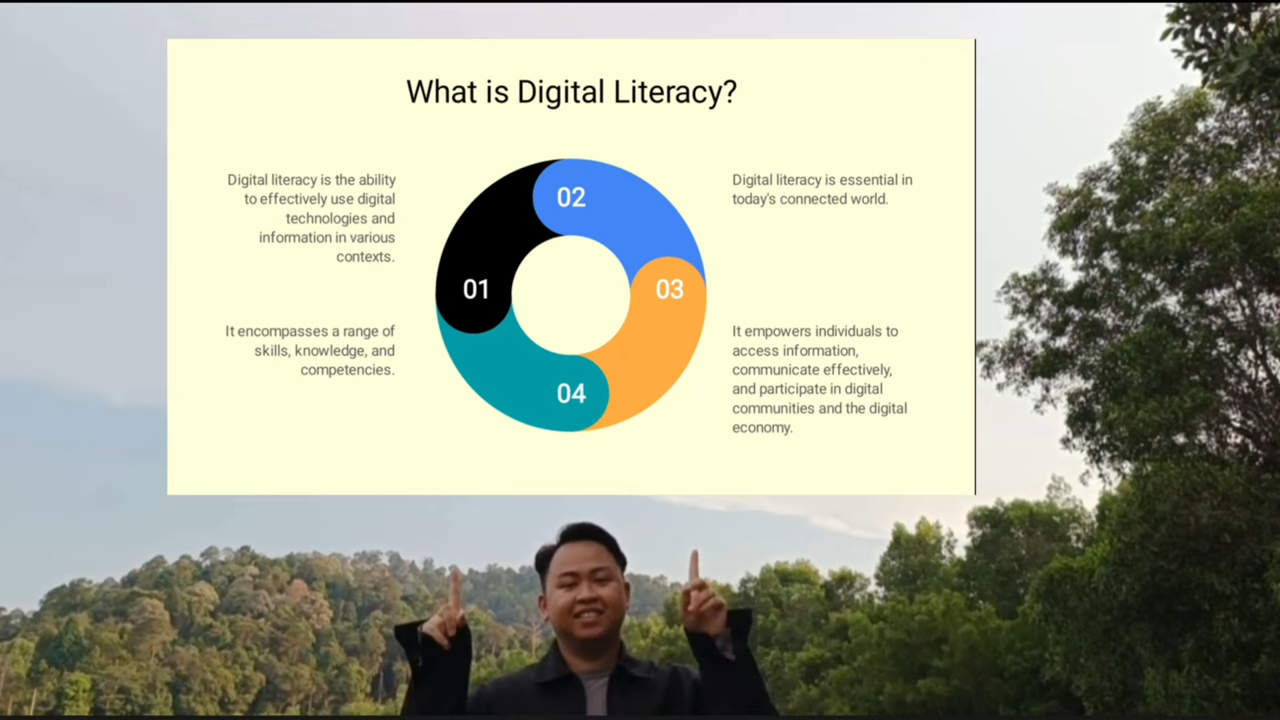 What is Digital Literacy?
Digital literacy is the ability
to effectively use digital
technologies and
information in various
contexts.
02
Digital literacy is essential in
today's connected world.
01
03
It encompasses a range of
skills, knowledge, and
competencies.
It empowers individuals to
access information,
communicate effectively,
and participate in digital
communities and the digital
economy.
04